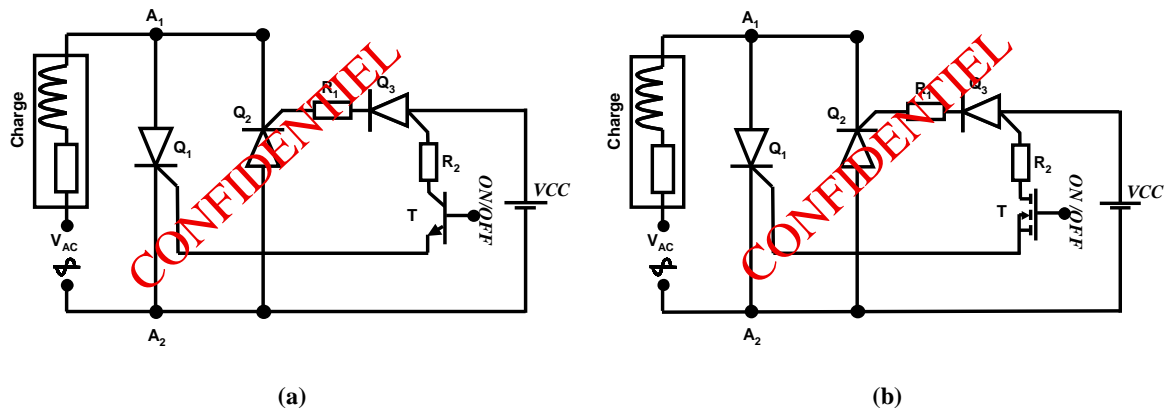 A1
Charge
Q1
Q2
R1
Q3
R2
T
ON/OFF
VCC
VAC
A2
CONFIDENTIEL
(a)
A1
Charge
Q1
Q2
R1
Q3
R2
T
ON/OFF
VCC
VAC
A2
CONFIDENTIEL
(b)